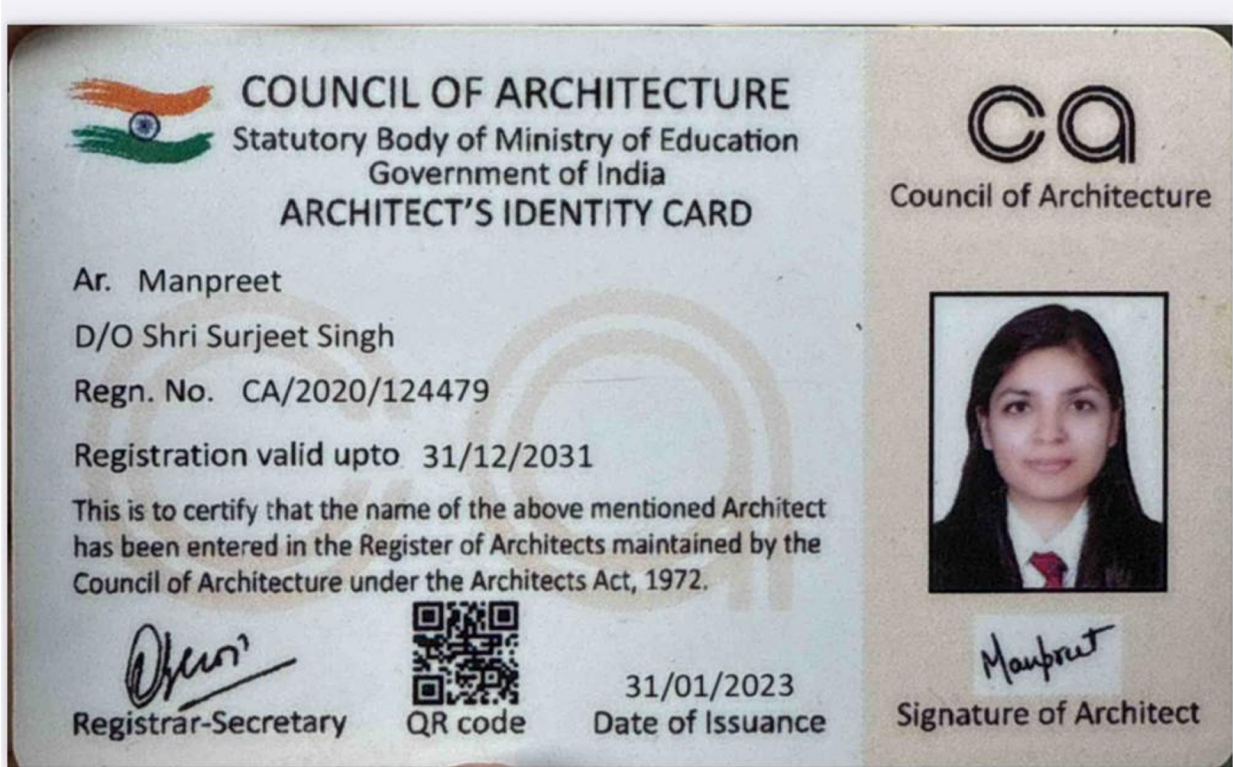 COUNCIL OF ARCHITECTURE
Statutory Body of Ministry of Education
Government of India
ARCHITECT'S IDENTITY CARD
Ar. Manpreet
D/O Shri Surjeet Singh
Regn. No. CA/2020/124479
Registration valid upto 31/12/2031
This is to certify that the name of the above mentioned Architect
has been entered in the Register of Architects maintained by the
Council of Architecture under the Architects Act, 1972.
Registrar-Secretary
QR code
31/01/2023
Date of Issuance
ca
Council of Architecture
Manpreet
Signature of Architect